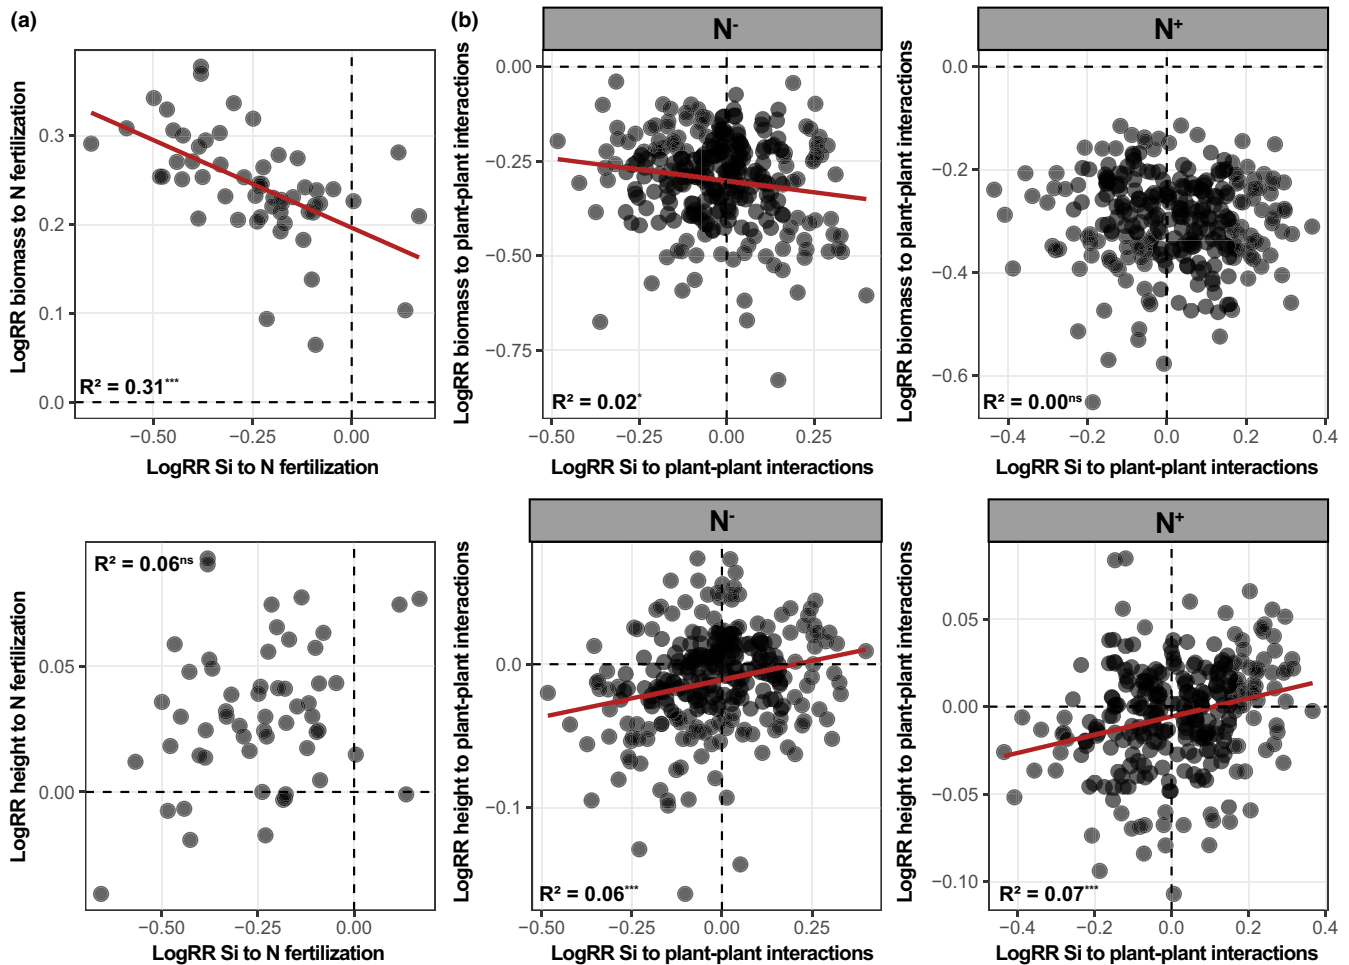 (a)
LogRR biomass to N fertilization
0.3
0.2
0.1
0.0
R² = 0.31***
−0.50
−0.25
0.00
LogRR Si to N fertilization
(b)
N-
LogRR biomass to plant-plant interactions
0.00
−0.25
−0.50
−0.75
R² = 0.02*
−0.50
−0.25
0.00
0.25
LogRR Si to plant-plant interactions
N+
LogRR biomass to plant-plant interactions
0.0
−0.2
−0.4
−0.6
R² = 0.00ns
−0.4
−0.2
0.0
0.2
0.4
LogRR Si to plant-plant interactions
LogRR height to N fertilization
R² = 0.06ns
0.05
0.00
−0.50
−0.25
0.00
LogRR Si to N fertilization
N-
LogRR height to plant-plant interactions
0.0
−0.1
R² = 0.06***
−0.50
−0.25
0.00
0.25
LogRR Si to plant-plant interactions
N+
LogRR height to plant-plant interactions
0.05
0.00
−0.05
−0.10
R² = 0.07***
−0.4
−0.2
0.0
0.2
0.4
LogRR Si to plant-plant interactions